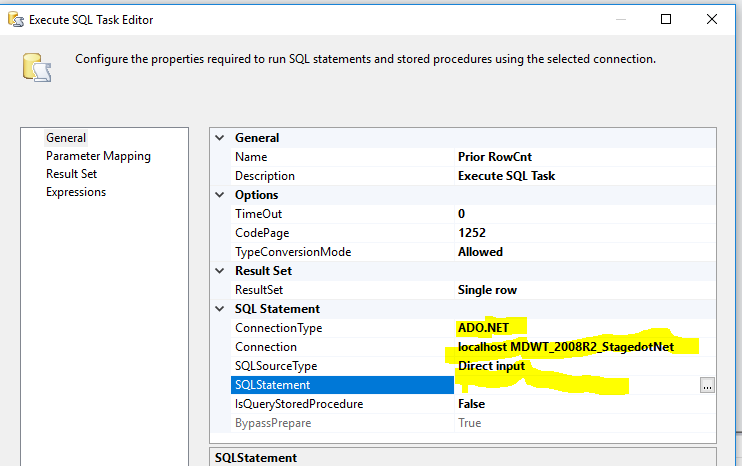 Execute SQL Task Editor
Configure the properties required to run SQL statements and stored procedures using the selected connection.
General
Parameter Mapping
Result Set
Expressions
General
Name Prior RowCnt
Description Execute SQL Task
Options
TimeOut 0
CodePage 1252
TypeConversionMode Allowed
Result Set
ResultSet Single row
SQL Statement
ConnectionType ADO.NET
Connection localhost MDWT_2008R2_StagedotNet
SQLSourceType Direct input
SQLStatement ...
IsQueryStoredProcedure False
BypassPrepare True
SQLStatement